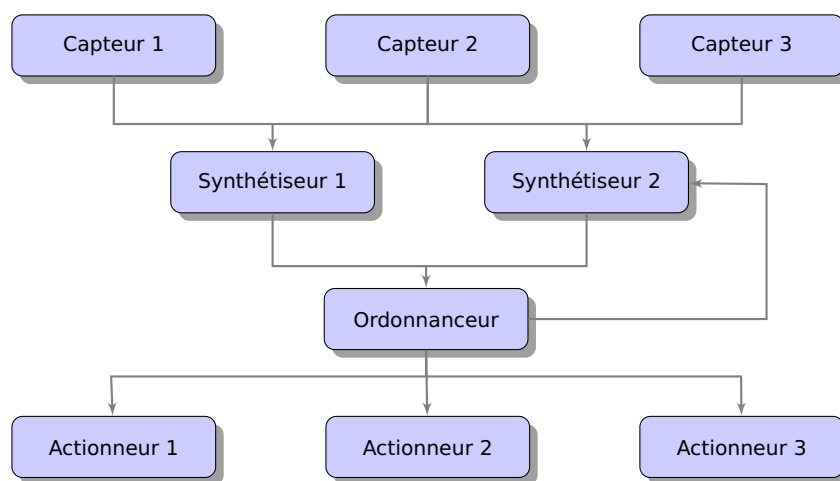 Capteur 1
Capteur 2
Capteur 3
Synthétiseur 1
Synthétiseur 2
Ordonnanceur
Actionneur 1
Actionneur 2
Actionneur 3